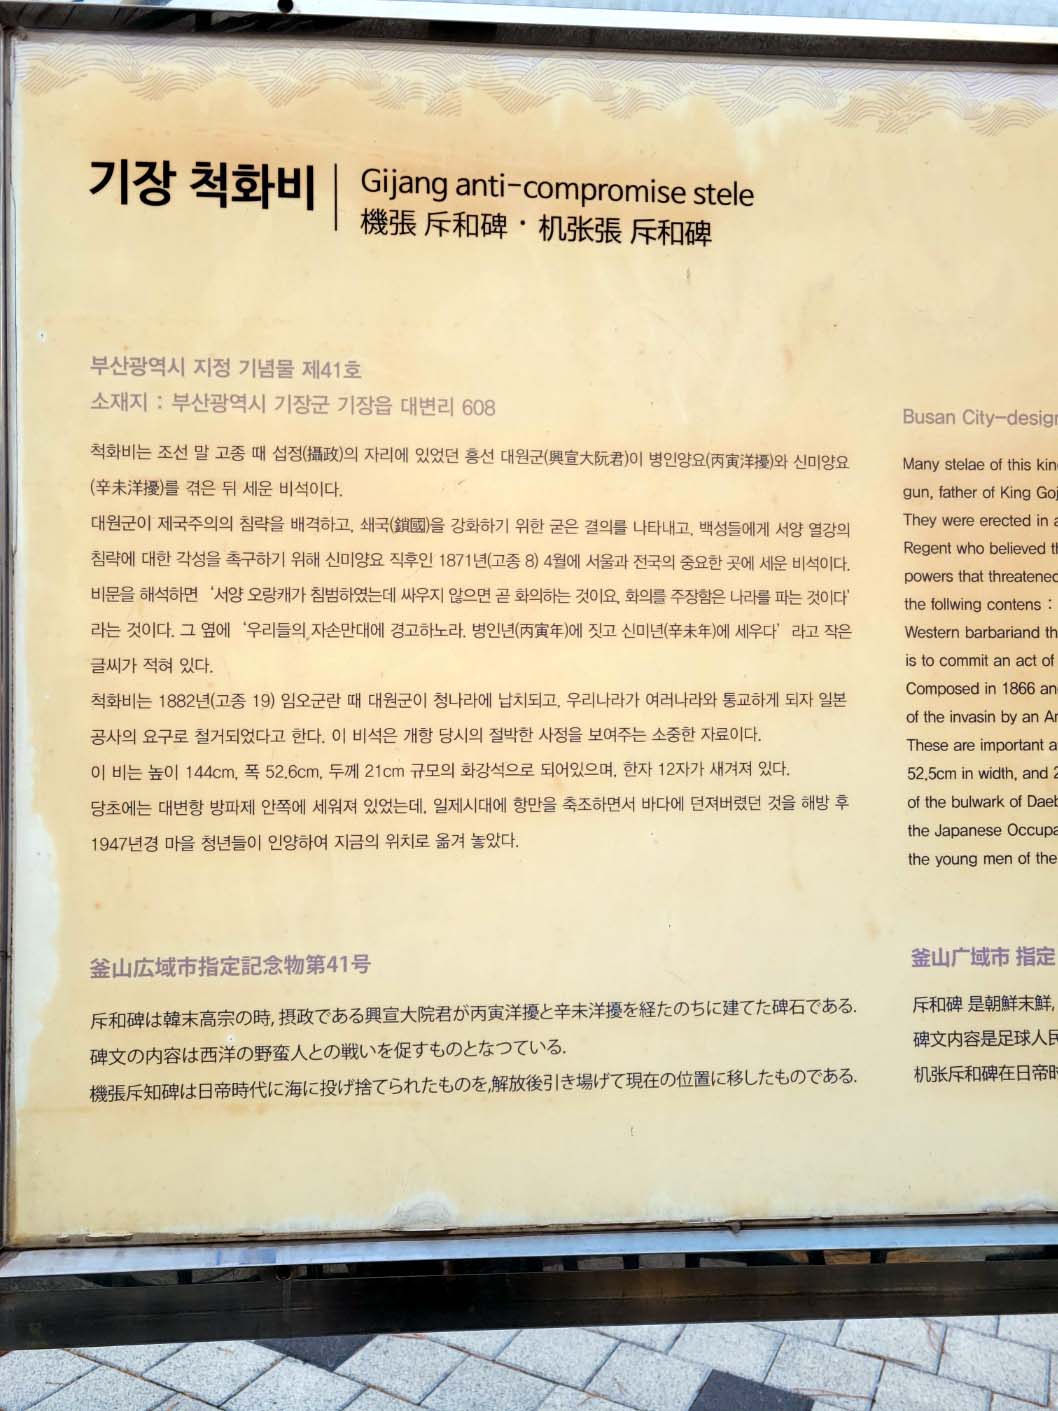 기장 척화비
Gijang anti-compromise stele
機張 斥和碑 · 机张張 斥和碑
부산광역시 지정 기념물 제41호
소재지 : 부산광역시 기장군 기장읍 대변리 608
척화비는 조선 말 고종 때 섭정(攝政)의 자리에 있었던 흥선 대원군(興宣大阮君)이 병인양요(丙寅洋擾)와 신미양요
(辛未洋擾)를 겪은 뒤 세운 비석이다.
대원군이 제국주의의 침략을 배격하고, 쇄국(鎖國)을 강화하기 위한 굳은 결의를 나타내고, 백성들에게 서양 열강의
침략에 대한 각성을 촉구하기 위해 신미양요 직후인 1871년(고종 8) 4월에 서울과 전국의 중요한 곳에 세운 비석이다.
비문을 해석하면 '서양 오랑캐가 침범하였는데 싸우지 않으면 곧 화의하는 것이요, 화의를 주장함은 나라를 파는 것이다'
라는 것이다. 그 옆에 '우리들의 자손만대에 경고하노라. 병인년(丙寅年)에 짓고 신미년(辛未年)에 세우다' 라고 작은
글씨가 적혀 있다.
척화비는 1882년(고종 19) 임오군란 때 대원군이 청나라에 납치되고, 우리나라가 여러나라와 통교하게 되자 일본
공사의 요구로 철거되었다고 한다. 이 비석은 개항 당시의 절박한 사정을 보여주는 소중한 자료이다.
이 비는 높이 144cm, 폭 52.6cm, 두께 21cm 규모의 화강석으로 되어있으며, 한자 12자가 새겨져 있다.
당초에는 대변항 방파제 안쪽에 세워져 있었는데, 일제시대에 항만을 축조하면서 바다에 던져버렸던 것을 해방 후
1947년경 마을 청년들이 인양하여 지금의 위치로 옮겨 놓았다.
Busan City-design
Many stelae of this kin
gun, father of King Goj
They were erected in a
Regent who believed th
powers that threatened
the follwing contens :
Western barbariand th
is to commit an act of
Composed in 1866 an
of the invasin by an Ar
These are important a
52.5cm in width, and 2
of the bulwark of Daeb
the Japanese Occupa
the young men of the
釜山広域市指定記念物第41号
斥和碑は韓末高宗の時, 摂政である興宣大院君が丙寅洋擾と辛未洋擾を経たのちに建てた碑石である.
碑文の内容は西洋の野蛮人との戦いを促すものとなつている.
機張斥知碑は日帝時代に海に投げ捨てられたものを,解放後引き場げて現在の位置に移したものである.
釜山广域市 指定
斥和碑 是朝鮮末鮮,
碑文内容是足球人民
机张斥和碑在日帝时